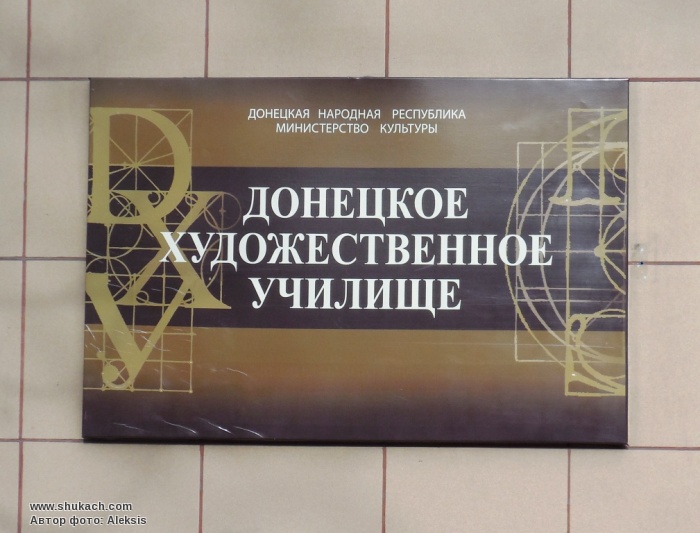 ДОНЕЦКАЯ НАРОДНАЯ РЕСПУБЛИКА
МИНИСТЕРСТВО КУЛЬТУРЫ
ДОНЕЦКОЕ
ХУДОЖЕСТВЕННОЕ
УЧИЛИЩЕ
D
X
У
www.shukach.com
Автор фото: Aleksis